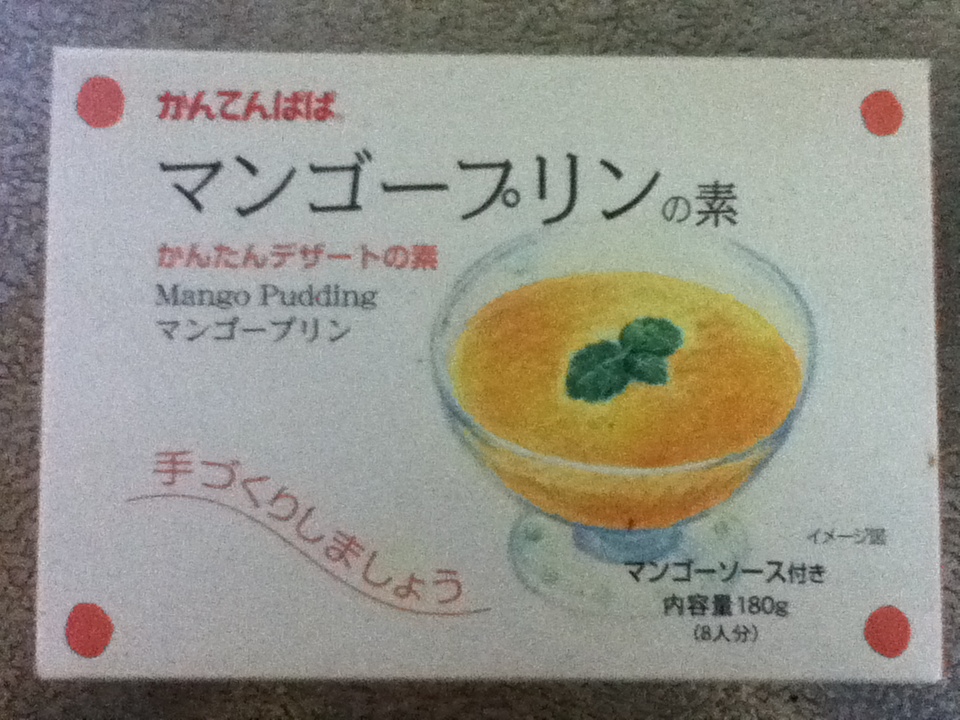 かんてんぱぱ
マンゴープリンの素
かんたんデザートの素
Mango Pudding
マンゴープリン
手づくりしましょう
イメージ図
マンゴーソース付き
内容量180g
(8人分)